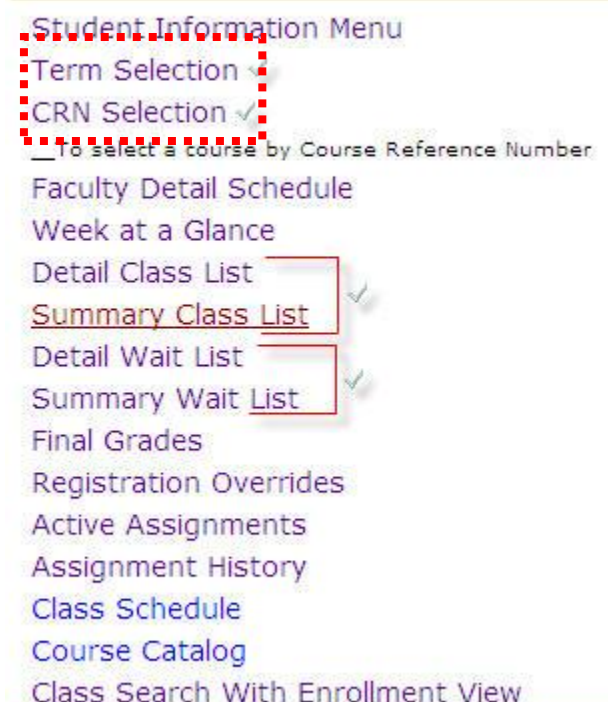 Student Information Menu
Term Selection
CRN Selection
__To select a course by Course Reference Number
Faculty Detail Schedule
Week at a Glance
Detail Class List
Summary Class List
Detail Wait List
Summary Wait List
Final Grades
Registration Overrides
Active Assignments
Assignment History
Class Schedule
Course Catalog
Class Search With Enrollment View